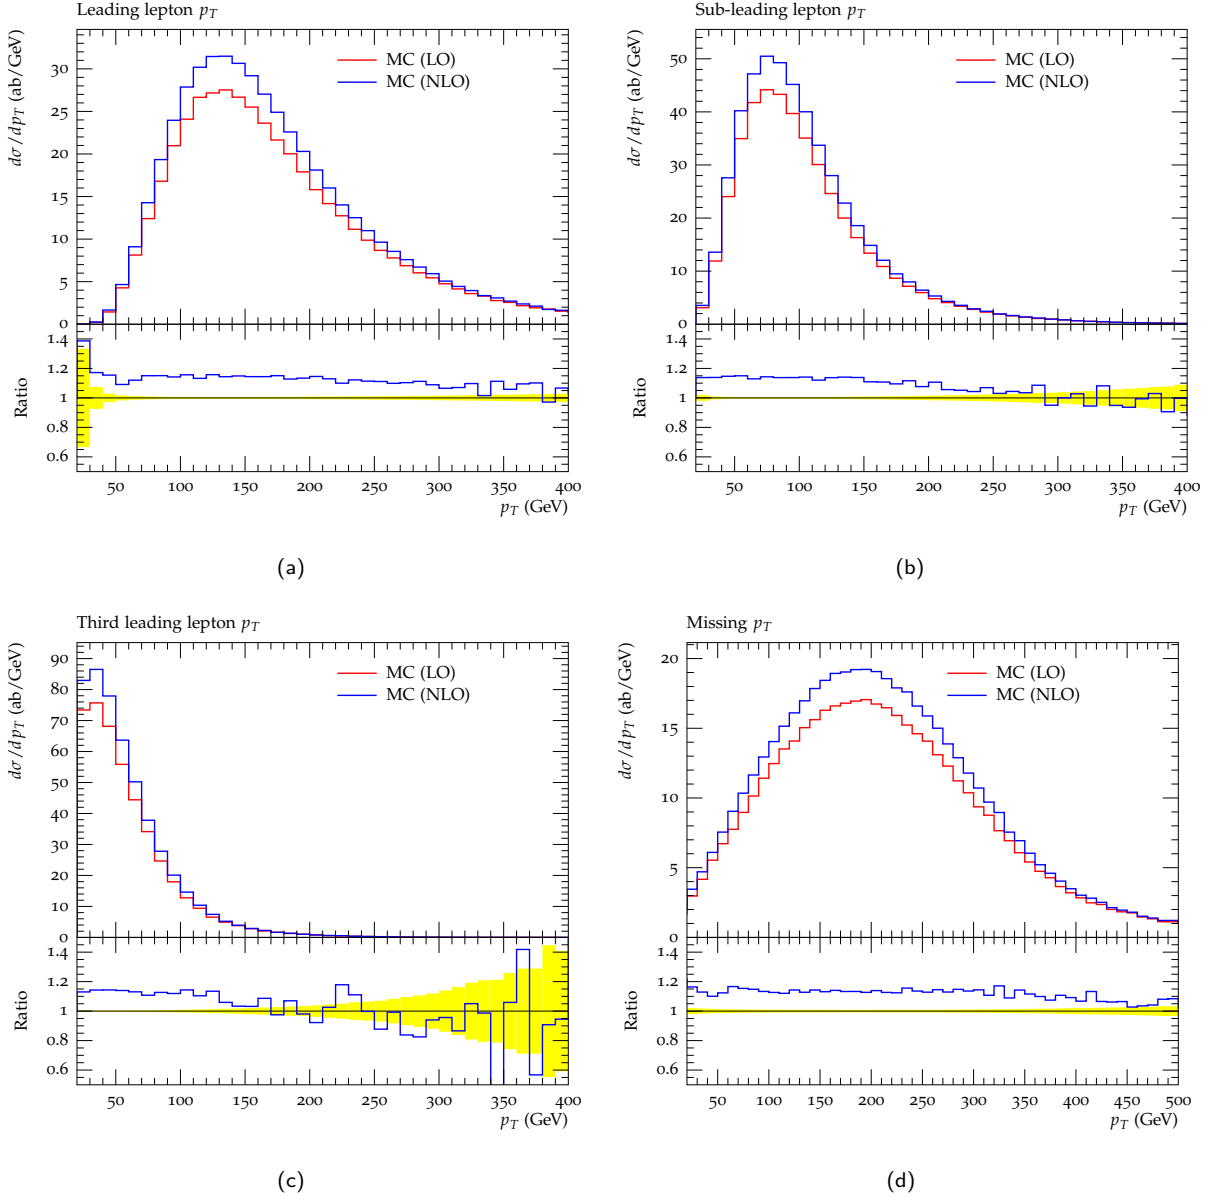 Leading lepton p_T
dσ/dp_T (ab/GeV)
MC (LO)
MC (NLO)
30
25
20
15
10
5
0
Ratio
1.4
1.2
1
0.8
0.6
50 100 150 200 250 300 350 400
p_T (GeV)
(a)
Sub-leading lepton p_T
dσ/dp_T (ab/GeV)
MC (LO)
MC (NLO)
50
40
30
20
10
0
Ratio
1.4
1.2
1
0.8
0.6
50 100 150 200 250 300 350 400
p_T (GeV)
(b)
Third leading lepton p_T
dσ/dp_T (ab/GeV)
MC (LO)
MC (NLO)
90
80
70
60
50
40
30
20
10
0
Ratio
1.4
1.2
1
0.8
0.6
50 100 150 200 250 300 350 400
p_T (GeV)
(c)
Missing p_T
dσ/dp_T (ab/GeV)
MC (LO)
MC (NLO)
20
15
10
5
0
Ratio
1.4
1.2
1
0.8
0.6
50 100 150 200 250 300 350 400 450 500
p_T (GeV)
(d)